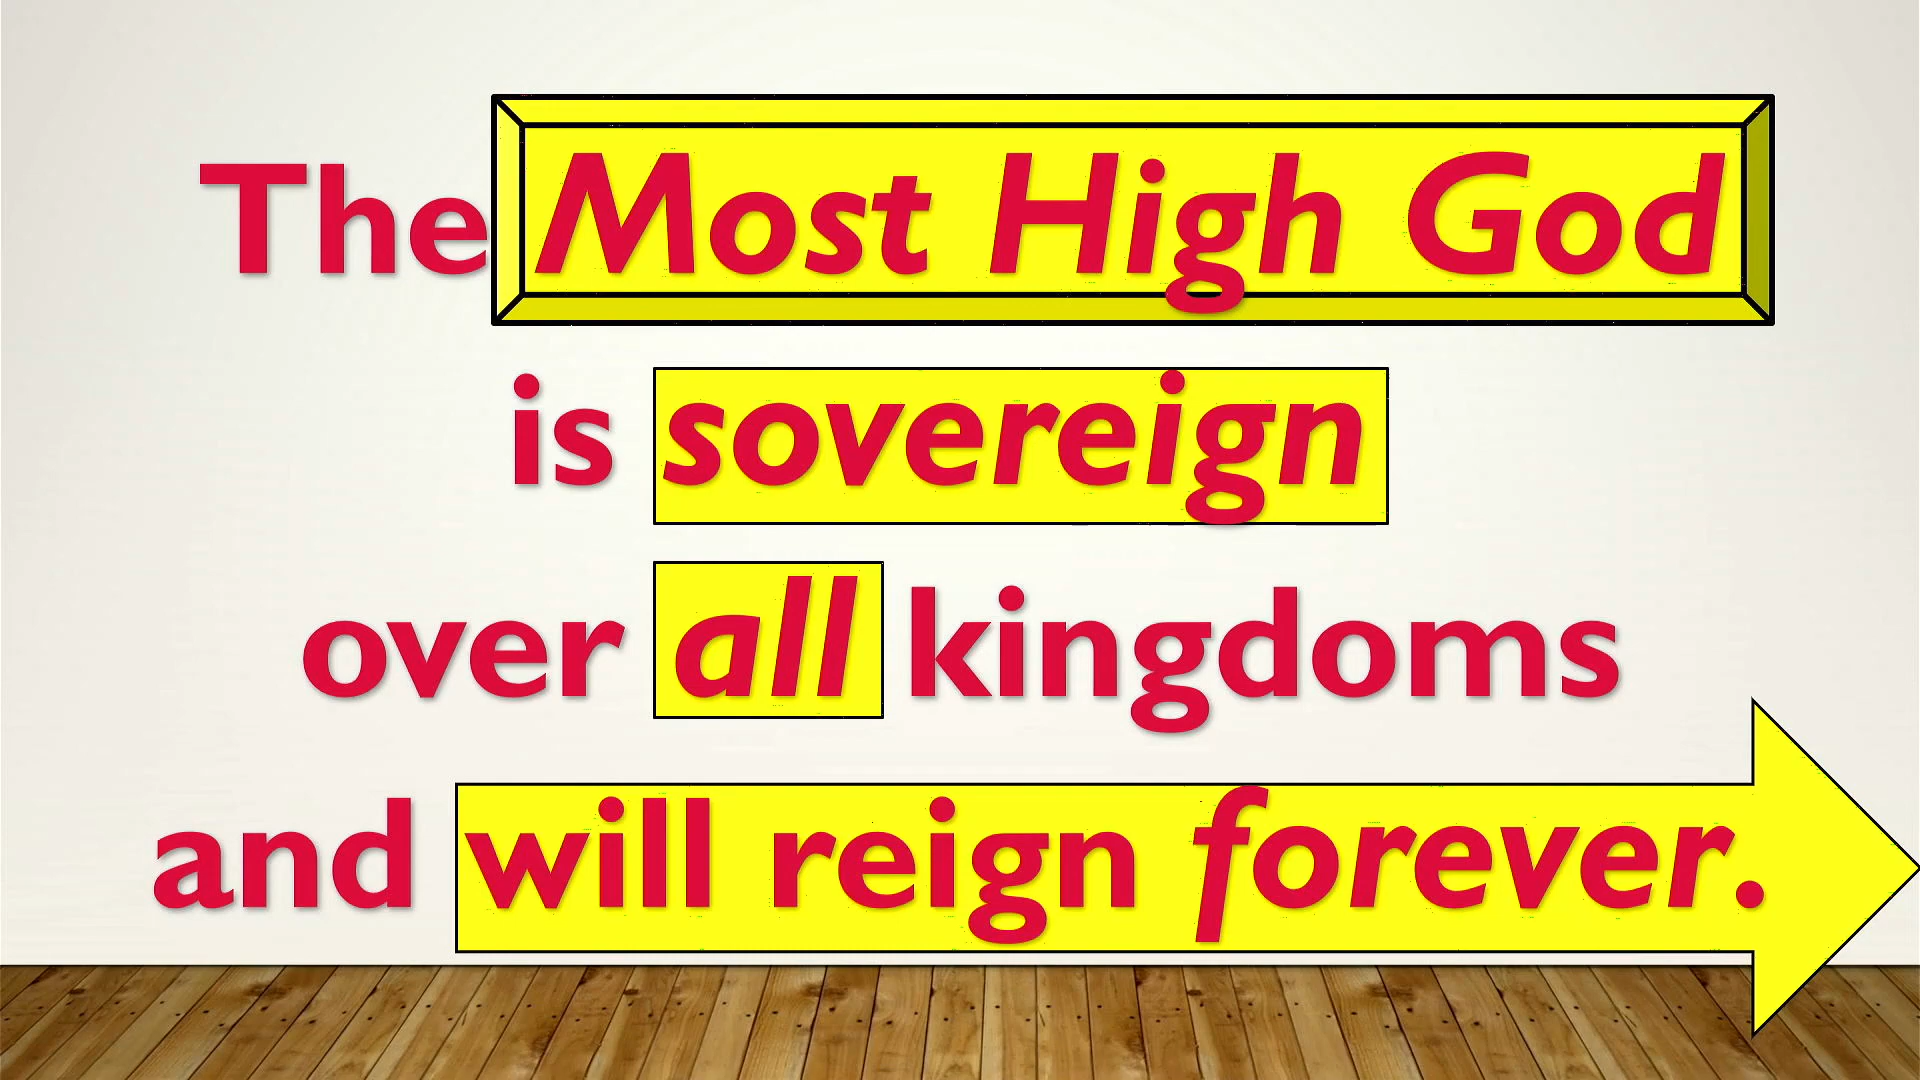 The Most High God
is sovereign
over all kingdoms
and will reign forever.